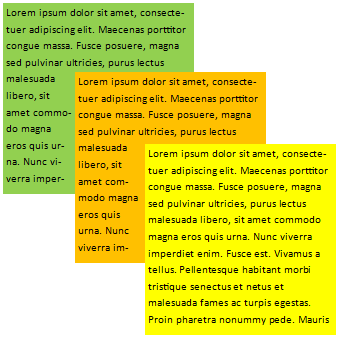 Lorem ipsum dolor sit amet, consecte-
tuer adipiscing elit. Maecenas porttitor
congue massa. Fusce posuere, magna
sed pulvinar ultricies, purus lectus
malesuada
libero, sit
amet commo-
do magna
eros quis ur-
na. Nunc vi-
verra imper-
Lorem ipsum dolor sit amet, consecte-
tuer adipiscing elit. Maecenas porttitor
congue massa. Fusce posuere, magna
sed pulvinar ultricies, purus lectus
malesuada
libero, sit
amet com-
modo magna
eros quis
urna. Nunc
viverra im-
Lorem ipsum dolor sit amet, consecte-
tuer adipiscing elit. Maecenas porttitor
congue massa. Fusce posuere, magna
sed pulvinar ultricies, purus lectus
malesuada libero, sit amet commodo
magna eros quis urna. Nunc viverra
imperdiet enim. Fusce est. Vivamus a
tellus. Pellentesque habitant morbi
tristique senectus et netus et
malesuada fames ac turpis egestas.
Proin pharetra nonummy pede. Mauris